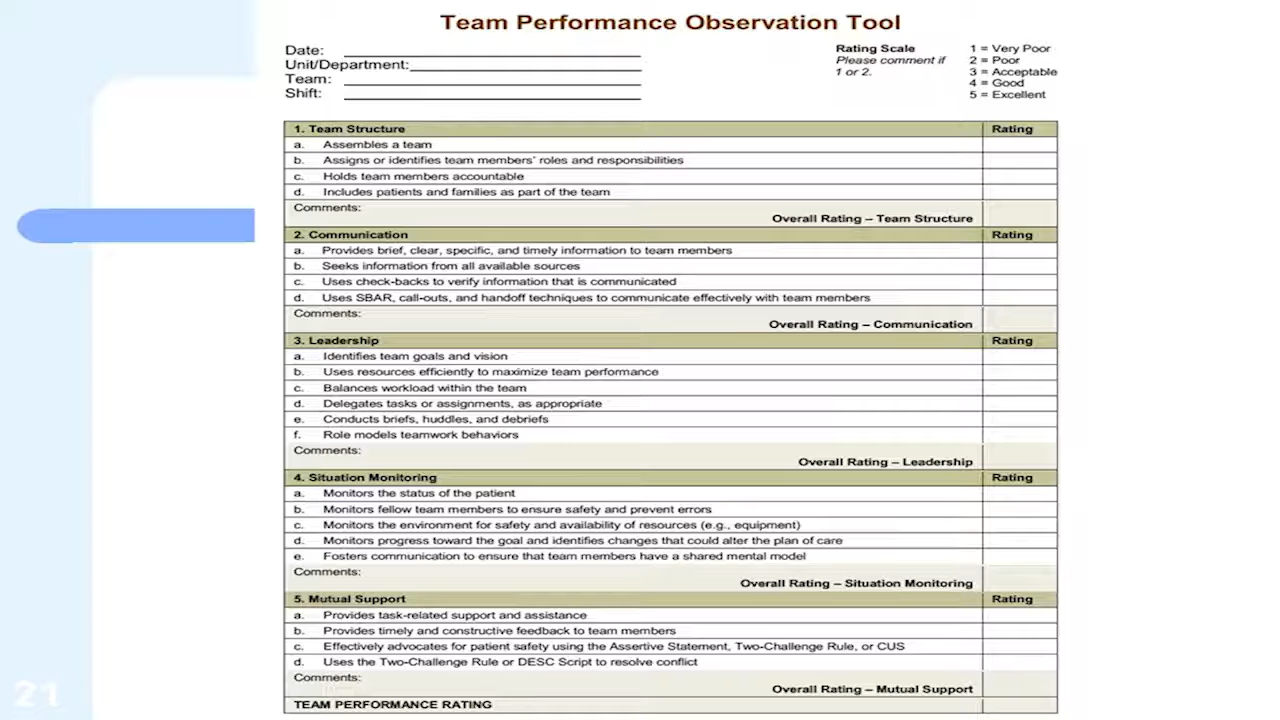 Team Performance Observation Tool
Date:
Unit/Department:
Team:
Shift:
Rating Scale
Please comment if
1 or 2.
1 = Very Poor
2 = Poor
3 = Acceptable
4 = Good
5 = Excellent
1. Team Structure Rating
a. Assembles a team
b. Assigns or identifies team members' roles and responsibilities
c. Holds team members accountable
d. Includes patients and families as part of the team
Comments:
Overall Rating – Team Structure
2. Communication Rating
a. Provides brief, clear, specific, and timely information to team members
b. Seeks information from all available sources
c. Uses check-backs to verify information that is communicated
d. Uses SBAR, call-outs, and handoff techniques to communicate effectively with team members
Comments:
Overall Rating – Communication
3. Leadership Rating
a. Identifies team goals and vision
b. Uses resources efficiently to maximize team performance
c. Balances workload within the team
d. Delegates tasks or assignments, as appropriate
e. Conducts briefs, huddles, and debriefs
f. Role models teamwork behaviors
Comments:
Overall Rating – Leadership
4. Situation Monitoring Rating
a. Monitors the status of the patient
b. Monitors fellow team members to ensure safety and prevent errors
c. Monitors the environment for safety and availability of resources (e.g., equipment)
d. Monitors progress toward the goal and identifies changes that could alter the plan of care
e. Fosters communication to ensure that team members have a shared mental model
Comments:
Overall Rating – Situation Monitoring
5. Mutual Support Rating
a. Provides task-related support and assistance
b. Provides timely and constructive feedback to team members
c. Effectively advocates for patient safety using the Assertive Statement, Two-Challenge Rule, or CUS
d. Uses the Two-Challenge Rule or DESC Script to resolve conflict
Comments:
Overall Rating – Mutual Support
TEAM PERFORMANCE RATING
21